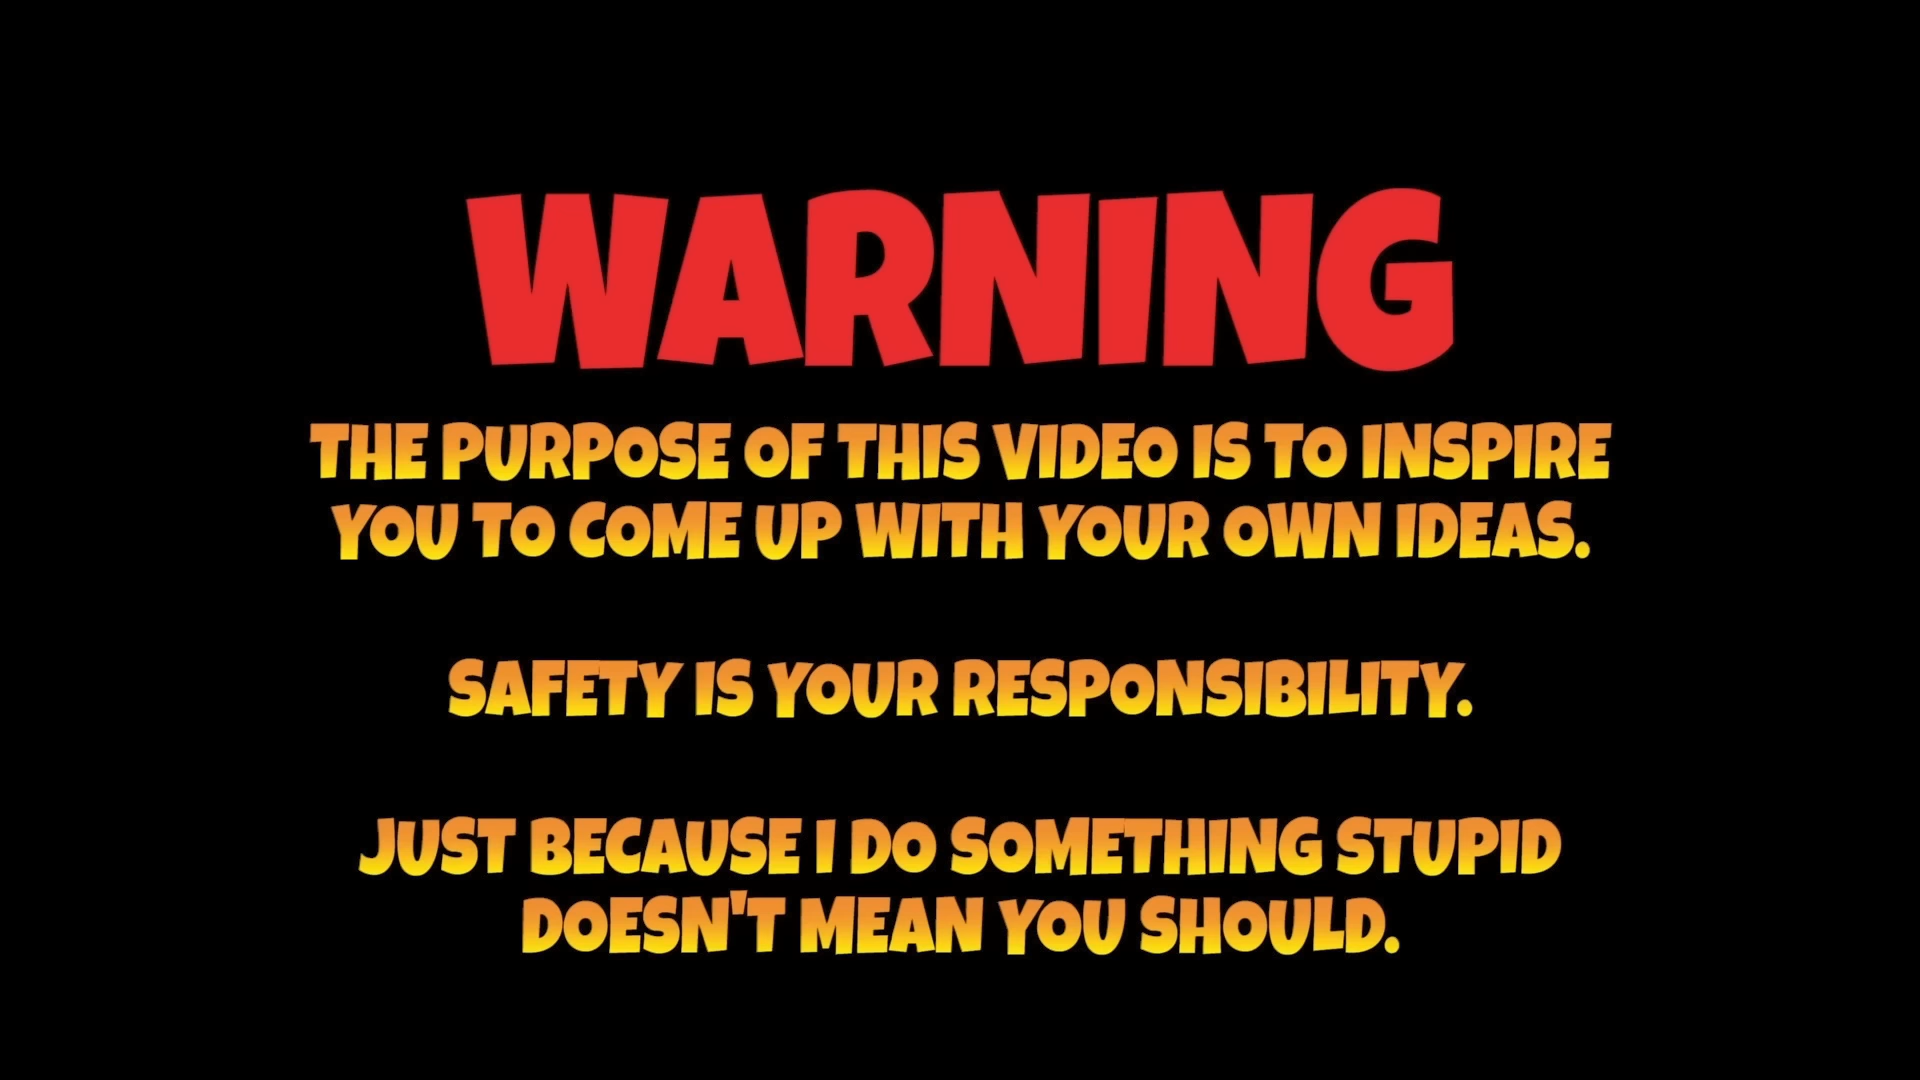 WARNING
THE PURPOSE OF THIS VIDEO IS TO INSPIRE
YOU TO COME UP WITH YOUR OWN IDEAS.
SAFETY IS YOUR RESPONSIBILITY.
JUST BECAUSE I DO SOMETHING STUPID
DOESN'T MEAN YOU SHOULD.